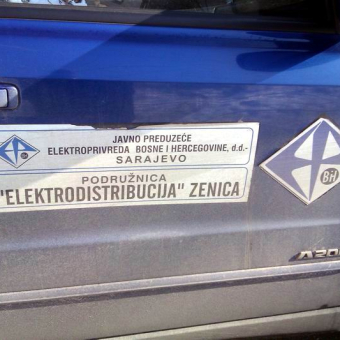 JAVNO PREDUZEĆE
ELEKTROPRIVREDA BOSNE I HERCEGOVINE, d.d.-
SARAJEVO
PODRUŽNICA
"ELEKTRODISTRIBUCIJA" ZENICA
BiH